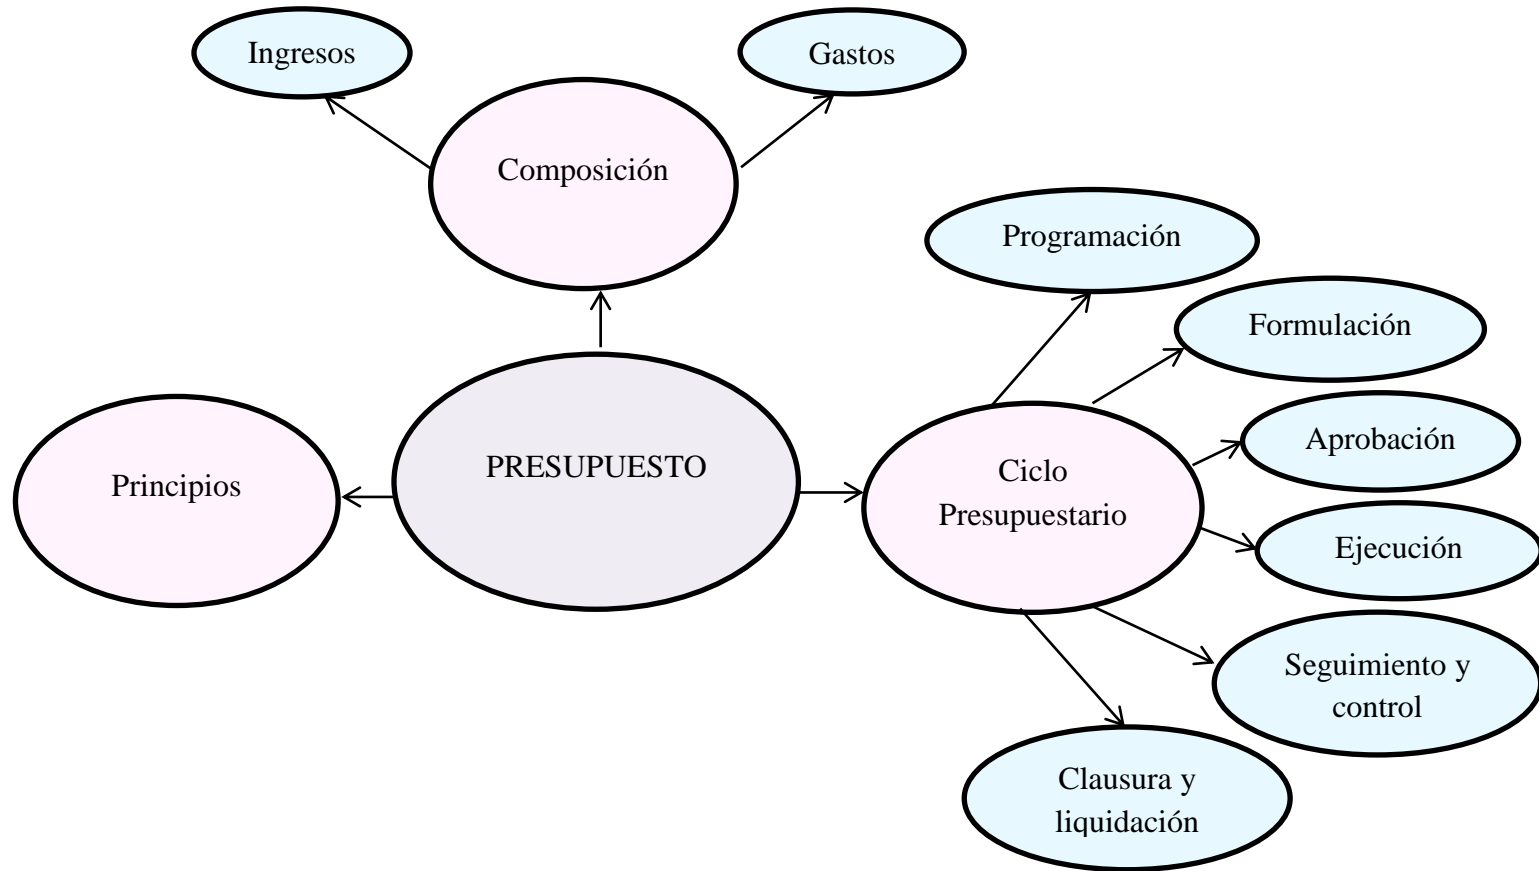 Ingresos
Gastos
Composición
Programación
Formulación
Aprobación
Principios
PRESUPUESTO
Ciclo
Presupuestario
Ejecución
Seguimiento y
control
Clausura y
liquidación